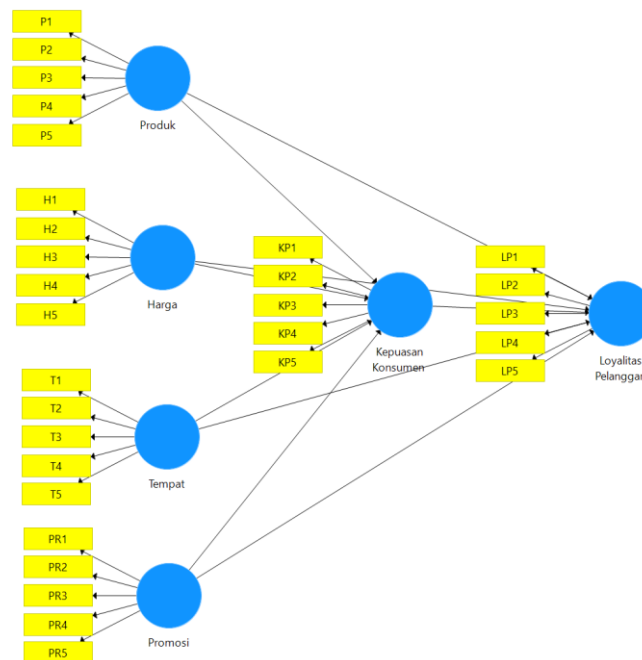 P1
P2
P3
P4
P5
Produk
H1
H2
H3
H4
H5
Harga
KP1
KP2
KP3
KP4
KP5
Kepuasan
Konsumen
LP1
LP2
LP3
LP4
LP5
Loyalitas
Pelanggan
T1
T2
T3
T4
T5
Tempat
PR1
PR2
PR3
PR4
PR5
Promosi